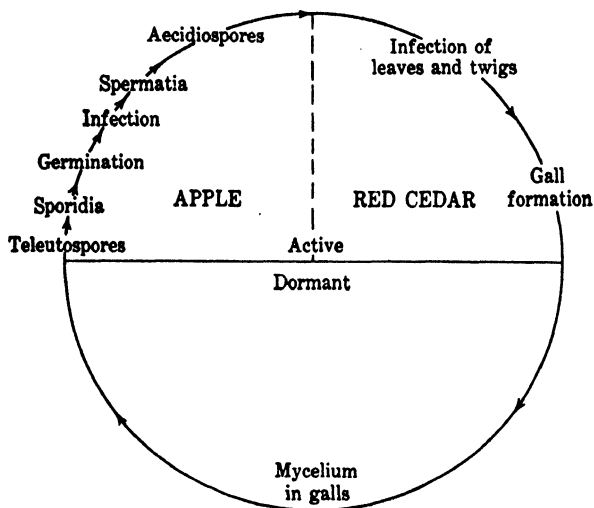 Aecidiospores
Spermatia
Infection
Germination
Sporidia
Teleutospores
APPLE
Active
Infection of
leaves and twigs
RED CEDAR
Gall
formation
Dormant
Mycelium
in galls